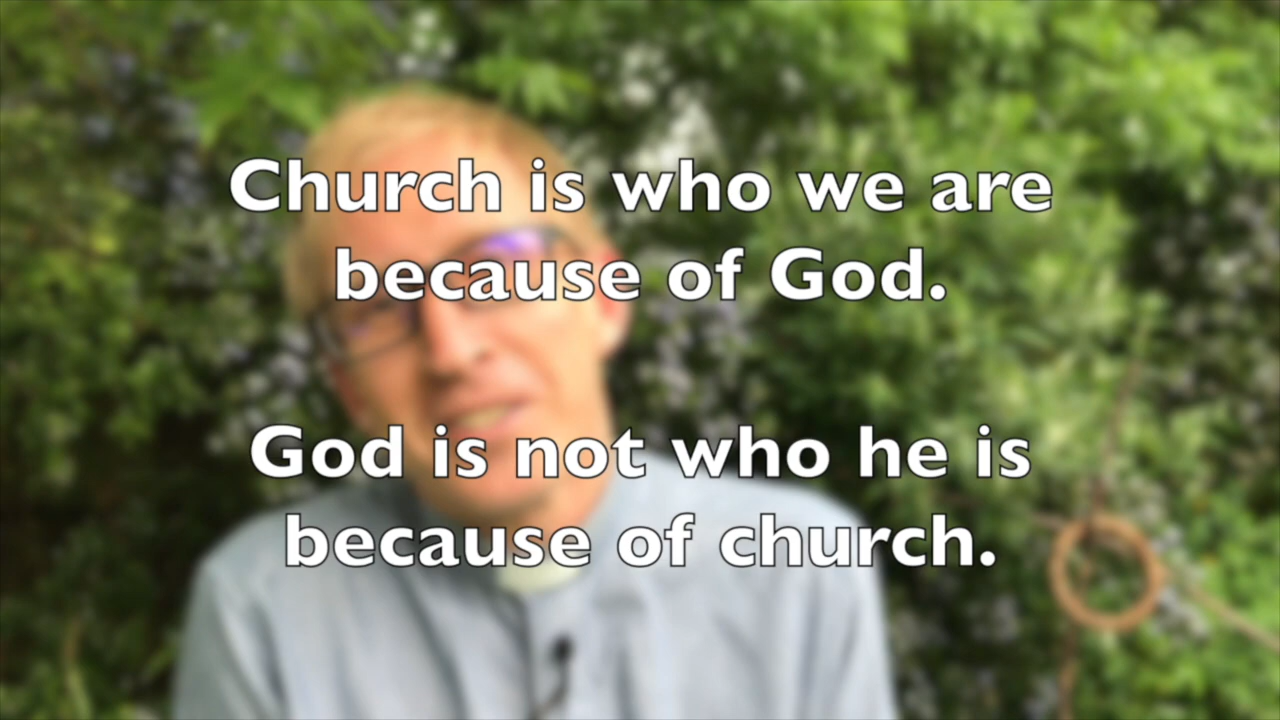 Church is who we are
because of God.
God is not who he is
because of church.